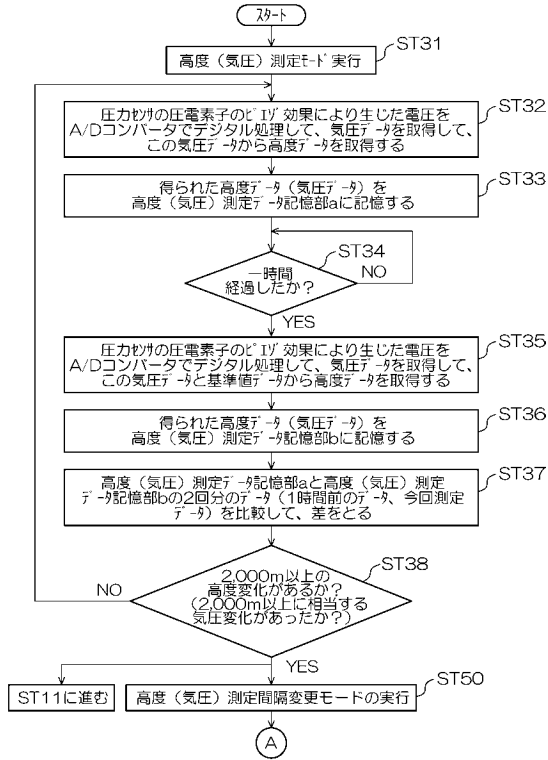 スタート
ST31
高度（気圧）測定ﾓｰﾄﾞ実行
ST32
圧力ｾﾝｻの圧電素子のﾋﾟｴｿﾞ効果により生じた電圧を
A/Dコンバータでデジタル処理して、気圧データを取得して、
この気圧データから高度データを取得する
ST33
得られた高度ﾃﾞｰﾀ（気圧ﾃﾞｰﾀ）を
高度（気圧）測定ﾃﾞｰﾀ記憶部aに記憶する
ST34
一時間
経過したか？
NO
YES
ST35
圧力ｾﾝｻの圧電素子のﾋﾟｴｿﾞ効果により生じた電圧を
A/Dコンバータでデジタル処理して、気圧データを取得して、
この気圧データと基準値データから高度データを取得する
ST36
得られた高度ﾃﾞｰﾀ（気圧ﾃﾞｰﾀ）を
高度（気圧）測定ﾃﾞｰﾀ記憶部bに記憶する
ST37
高度（気圧）測定ﾃﾞｰﾀ記憶部aと高度（気圧）測定
ﾃﾞｰﾀ記憶部bの2回分のﾃﾞｰﾀ（1時間前のﾃﾞｰﾀ、今回測定
ﾃﾞｰﾀ）を比較して、差をとる
ST38
2,000m以上の
高度変化があるか？
（2,000m以上に相当する
気圧変化があったか？）
NO
YES
ST11に進む
ST50
高度（気圧）測定間隔変更モードの実行
A